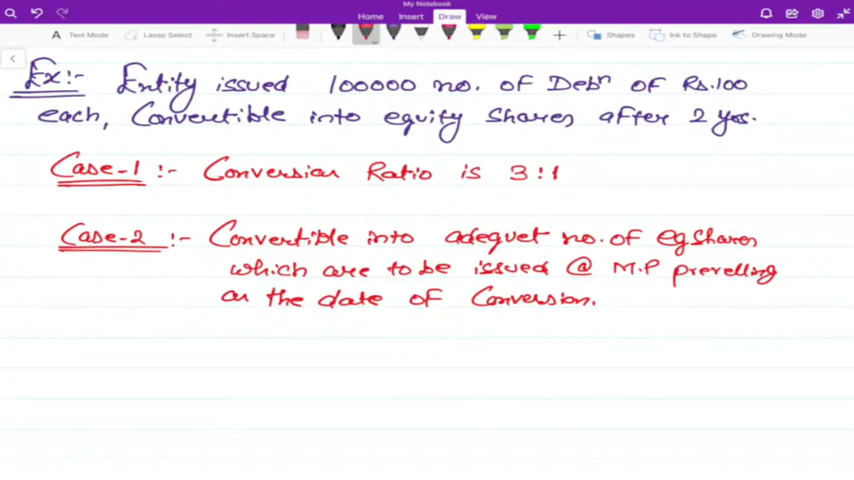 My Notebook
Home Insert Draw View
Text Mode Lasso Select Insert Space Shapes Ink to Shape Drawing Mode
Ex:- Entity issued 100000 no. of Debⁿ of Rs.100
each, Convertible into equity shares after 2 yrs.
Case-1 :- Conversion Ratio is 3:1
Case-2 :- Convertible into adequet no. of eq shares
which are to be issued @ M.P prevelling
on the date of Conversion.